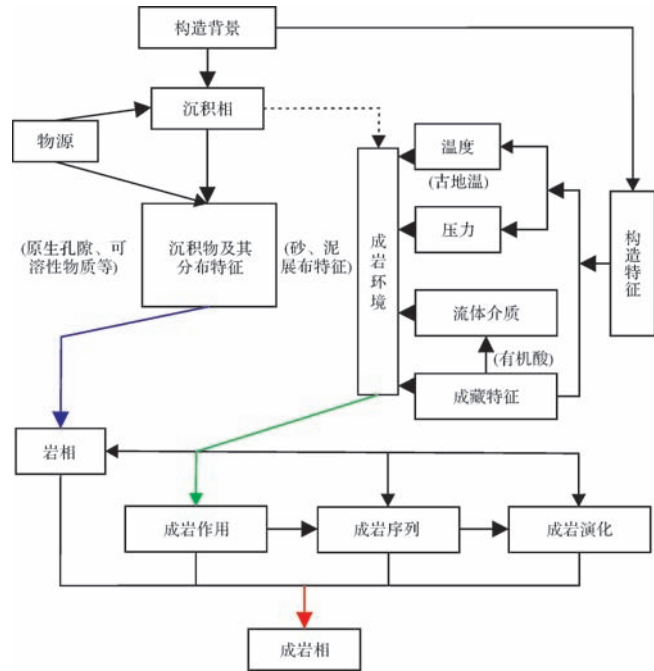 构造背景
沉积相
物源
温度
(古地温)
压力
成岩环境
构造特征
(原生孔隙、可
溶性物质等)
沉积物及其
分布特征
(砂、泥
展布特征)
流体介质
(有机酸)
成藏特征
岩相
成岩作用
成岩序列
成岩演化
成岩相